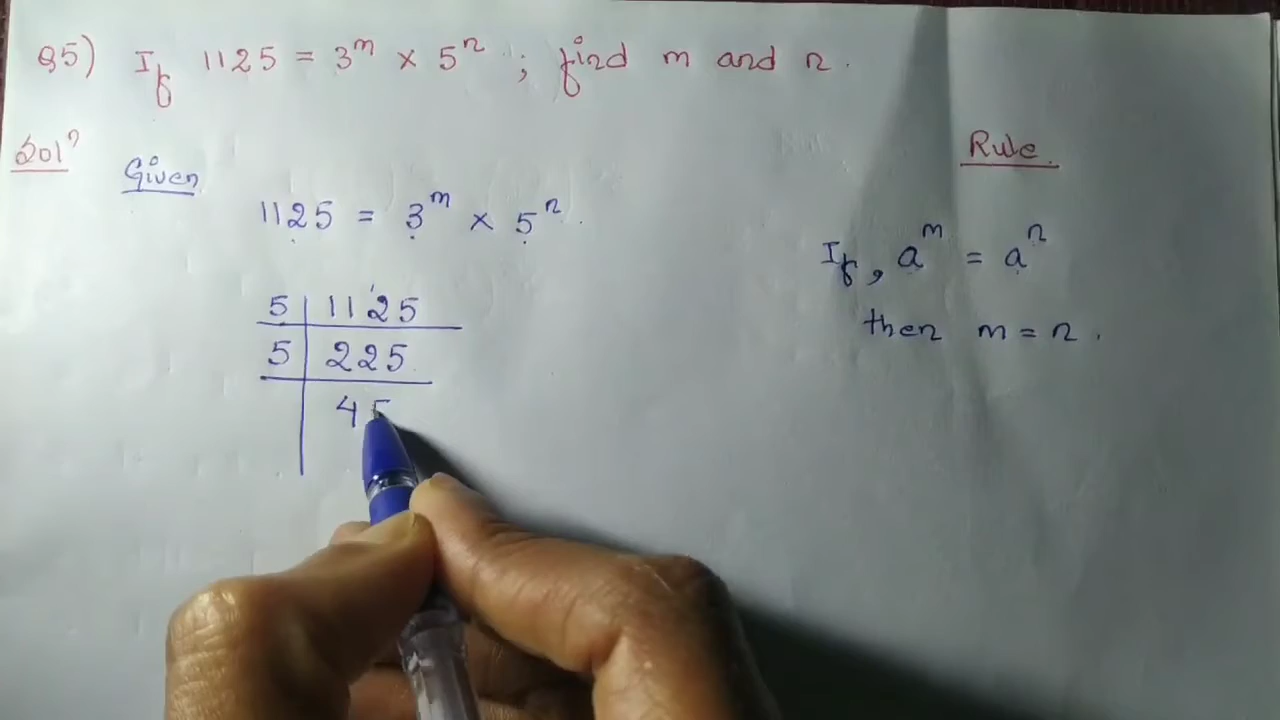 Q5) If 1125 = 3^m × 5^n ; find m and n.
Solⁿ
Given
1125 = 3^m × 5^n.
5 | 1125
5 | 225
45
Rule.
If, a^m = a^n
then m = n.